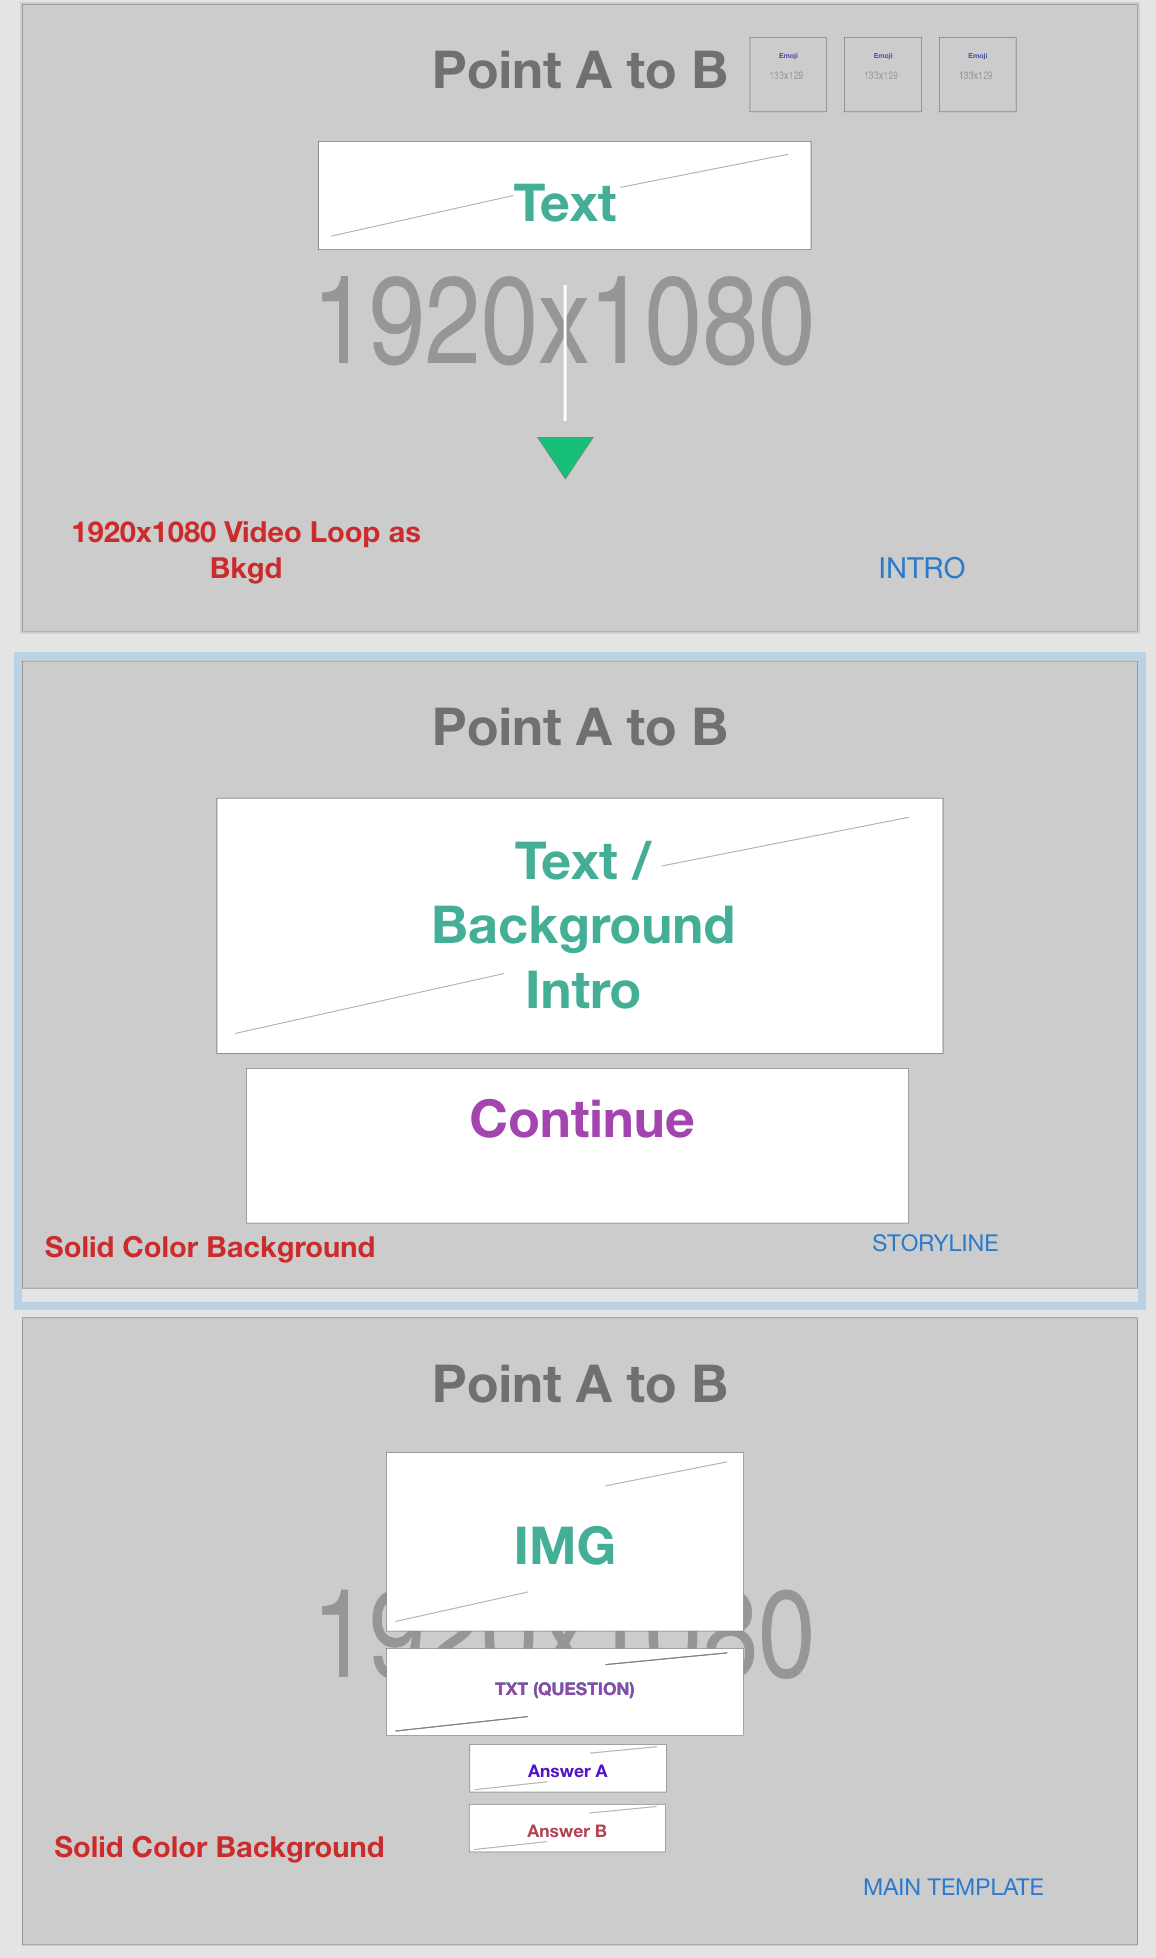 Point A to B
Emoji
133x129
Emoji
133x129
Emoji
133x129
Text
1920x1080
1920x1080 Video Loop as
Bkgd
INTRO
Point A to B
Text /
Background
Intro
Continue
Solid Color Background
STORYLINE
Point A to B
IMG
1920x1080
TXT (QUESTION)
Answer A
Answer B
Solid Color Background
MAIN TEMPLATE